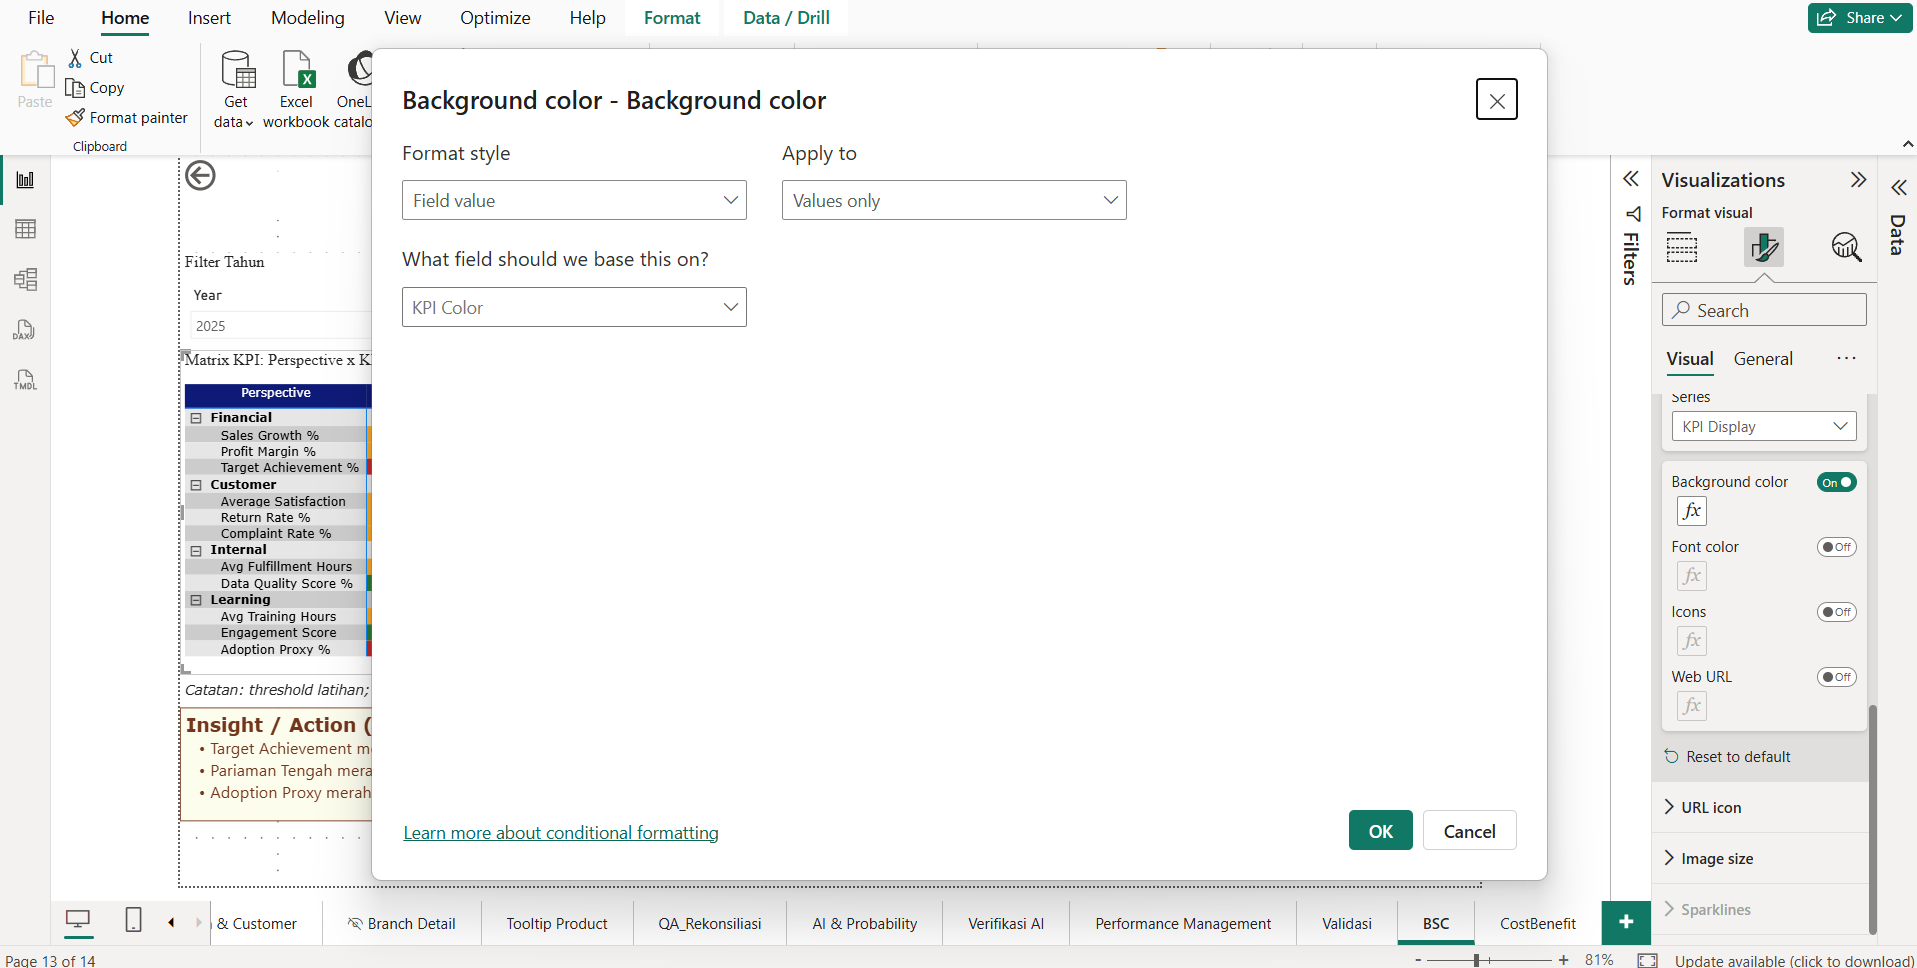 File Home Insert Modeling View Optimize Help Format Data / Drill Share
Paste
Cut
Copy
Format painter
Clipboard
Get data
Excel workbook
OneL
catalo
Filter Tahun
Year
2025
Matrix KPI: Perspective x K
Perspective
Financial
Sales Growth %
Profit Margin %
Target Achievement %
Customer
Average Satisfaction
Return Rate %
Complaint Rate %
Internal
Avg Fulfillment Hours
Data Quality Score %
Learning
Avg Training Hours
Engagement Score
Adoption Proxy %
Catatan: threshold latihan;
Insight / Action (
• Target Achievement m
• Pariaman Tengah mera
• Adoption Proxy merah
DAX
TMDL
Background color - Background color
Format style
Apply to
Field value
Values only
What field should we base this on?
KPI Color
Learn more about conditional formatting
OK
Cancel
Filters
Visualizations
Format visual
Search
Visual General ...
Series
KPI Display
Background color On
fx
Font color Off
fx
Icons Off
fx
Web URL Off
fx
Reset to default
URL icon
Image size
Sparklines
Data
& Customer Branch Detail Tooltip Product QA_Rekonsiliasi AI & Probability Verifikasi AI Performance Management Validasi BSC CostBenefit +
Page 13 of 14
- + 81% Update available (click to download)